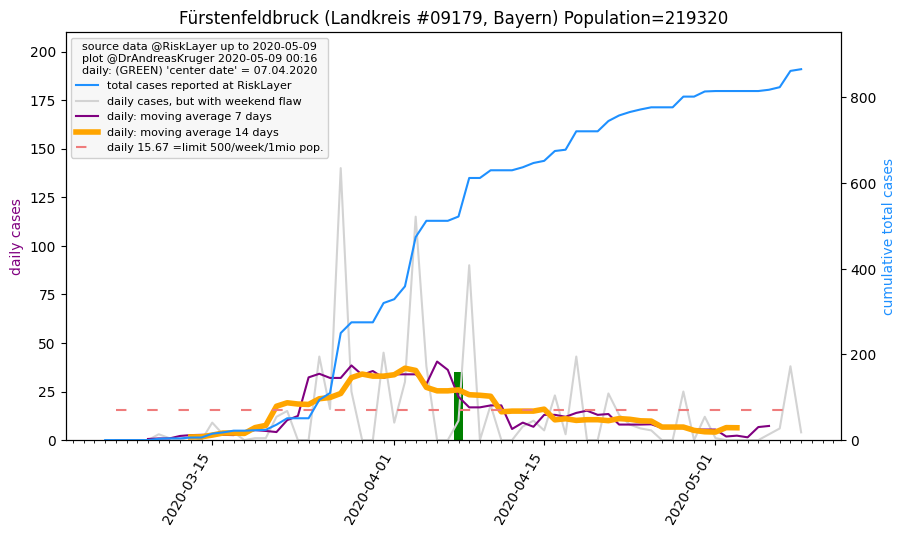 Fürstenfeldbruck (Landkreis #09179, Bayern) Population=219320
source data @RiskLayer up to 2020-05-09
plot @DrAndreasKruger 2020-05-09 00:16
daily: (GREEN) 'center date' = 07.04.2020
total cases reported at RiskLayer
daily cases, but with weekend flaw
daily: moving average 7 days
daily: moving average 14 days
daily 15.67 =limit 500/week/1mio pop.
daily cases
200
175
150
125
100
75
50
25
0
cumulative total cases
800
600
400
200
0
2020-03-15
2020-04-01
2020-04-15
2020-05-01